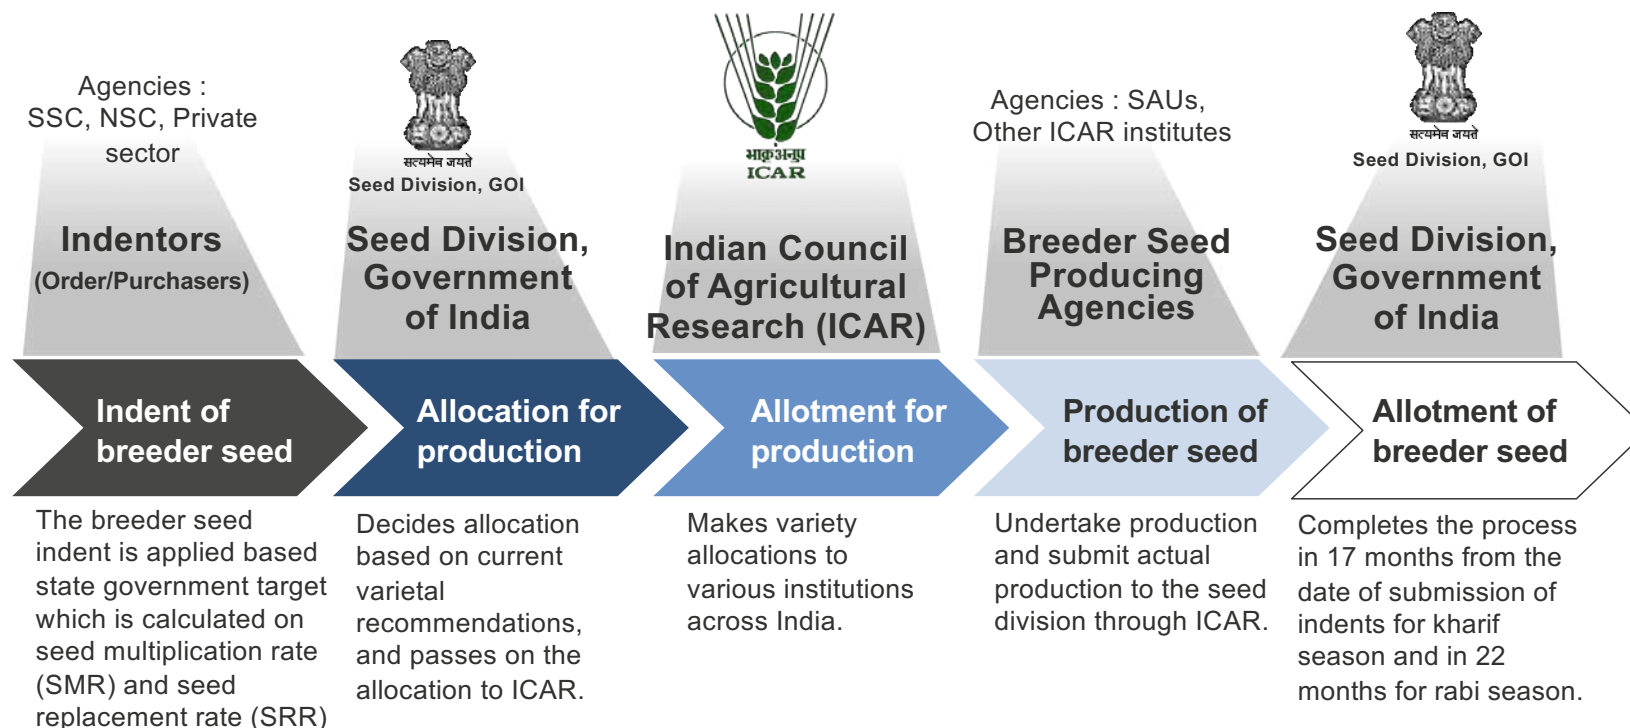 Agencies :
SSC, NSC, Private
sector
Indentors
(Order/Purchasers)
Indent of
breeder seed
The breeder seed
indent is applied based
state government target
which is calculated on
seed multiplication rate
(SMR) and seed
replacement rate (SRR)
सत्यमेव जयते
Seed Division, GOI
Seed Division,
Government
of India
Allocation for
production
Decides allocation
based on current
varietal
recommendations,
and passes on the
allocation to ICAR.
भाकृअनुप
ICAR
Indian Council
of Agricultural
Research (ICAR)
Allotment for
production
Makes variety
allocations to
various institutions
across India.
Agencies : SAUs,
Other ICAR institutes
Breeder Seed
Producing
Agencies
Production of
breeder seed
Undertake production
and submit actual
production to the seed
division through ICAR.
सत्यमेव जयते
Seed Division, GOI
Seed Division,
Government
of India
Allotment of
breeder seed
Completes the process
in 17 months from the
date of submission of
indents for kharif
season and in 22
months for rabi season.